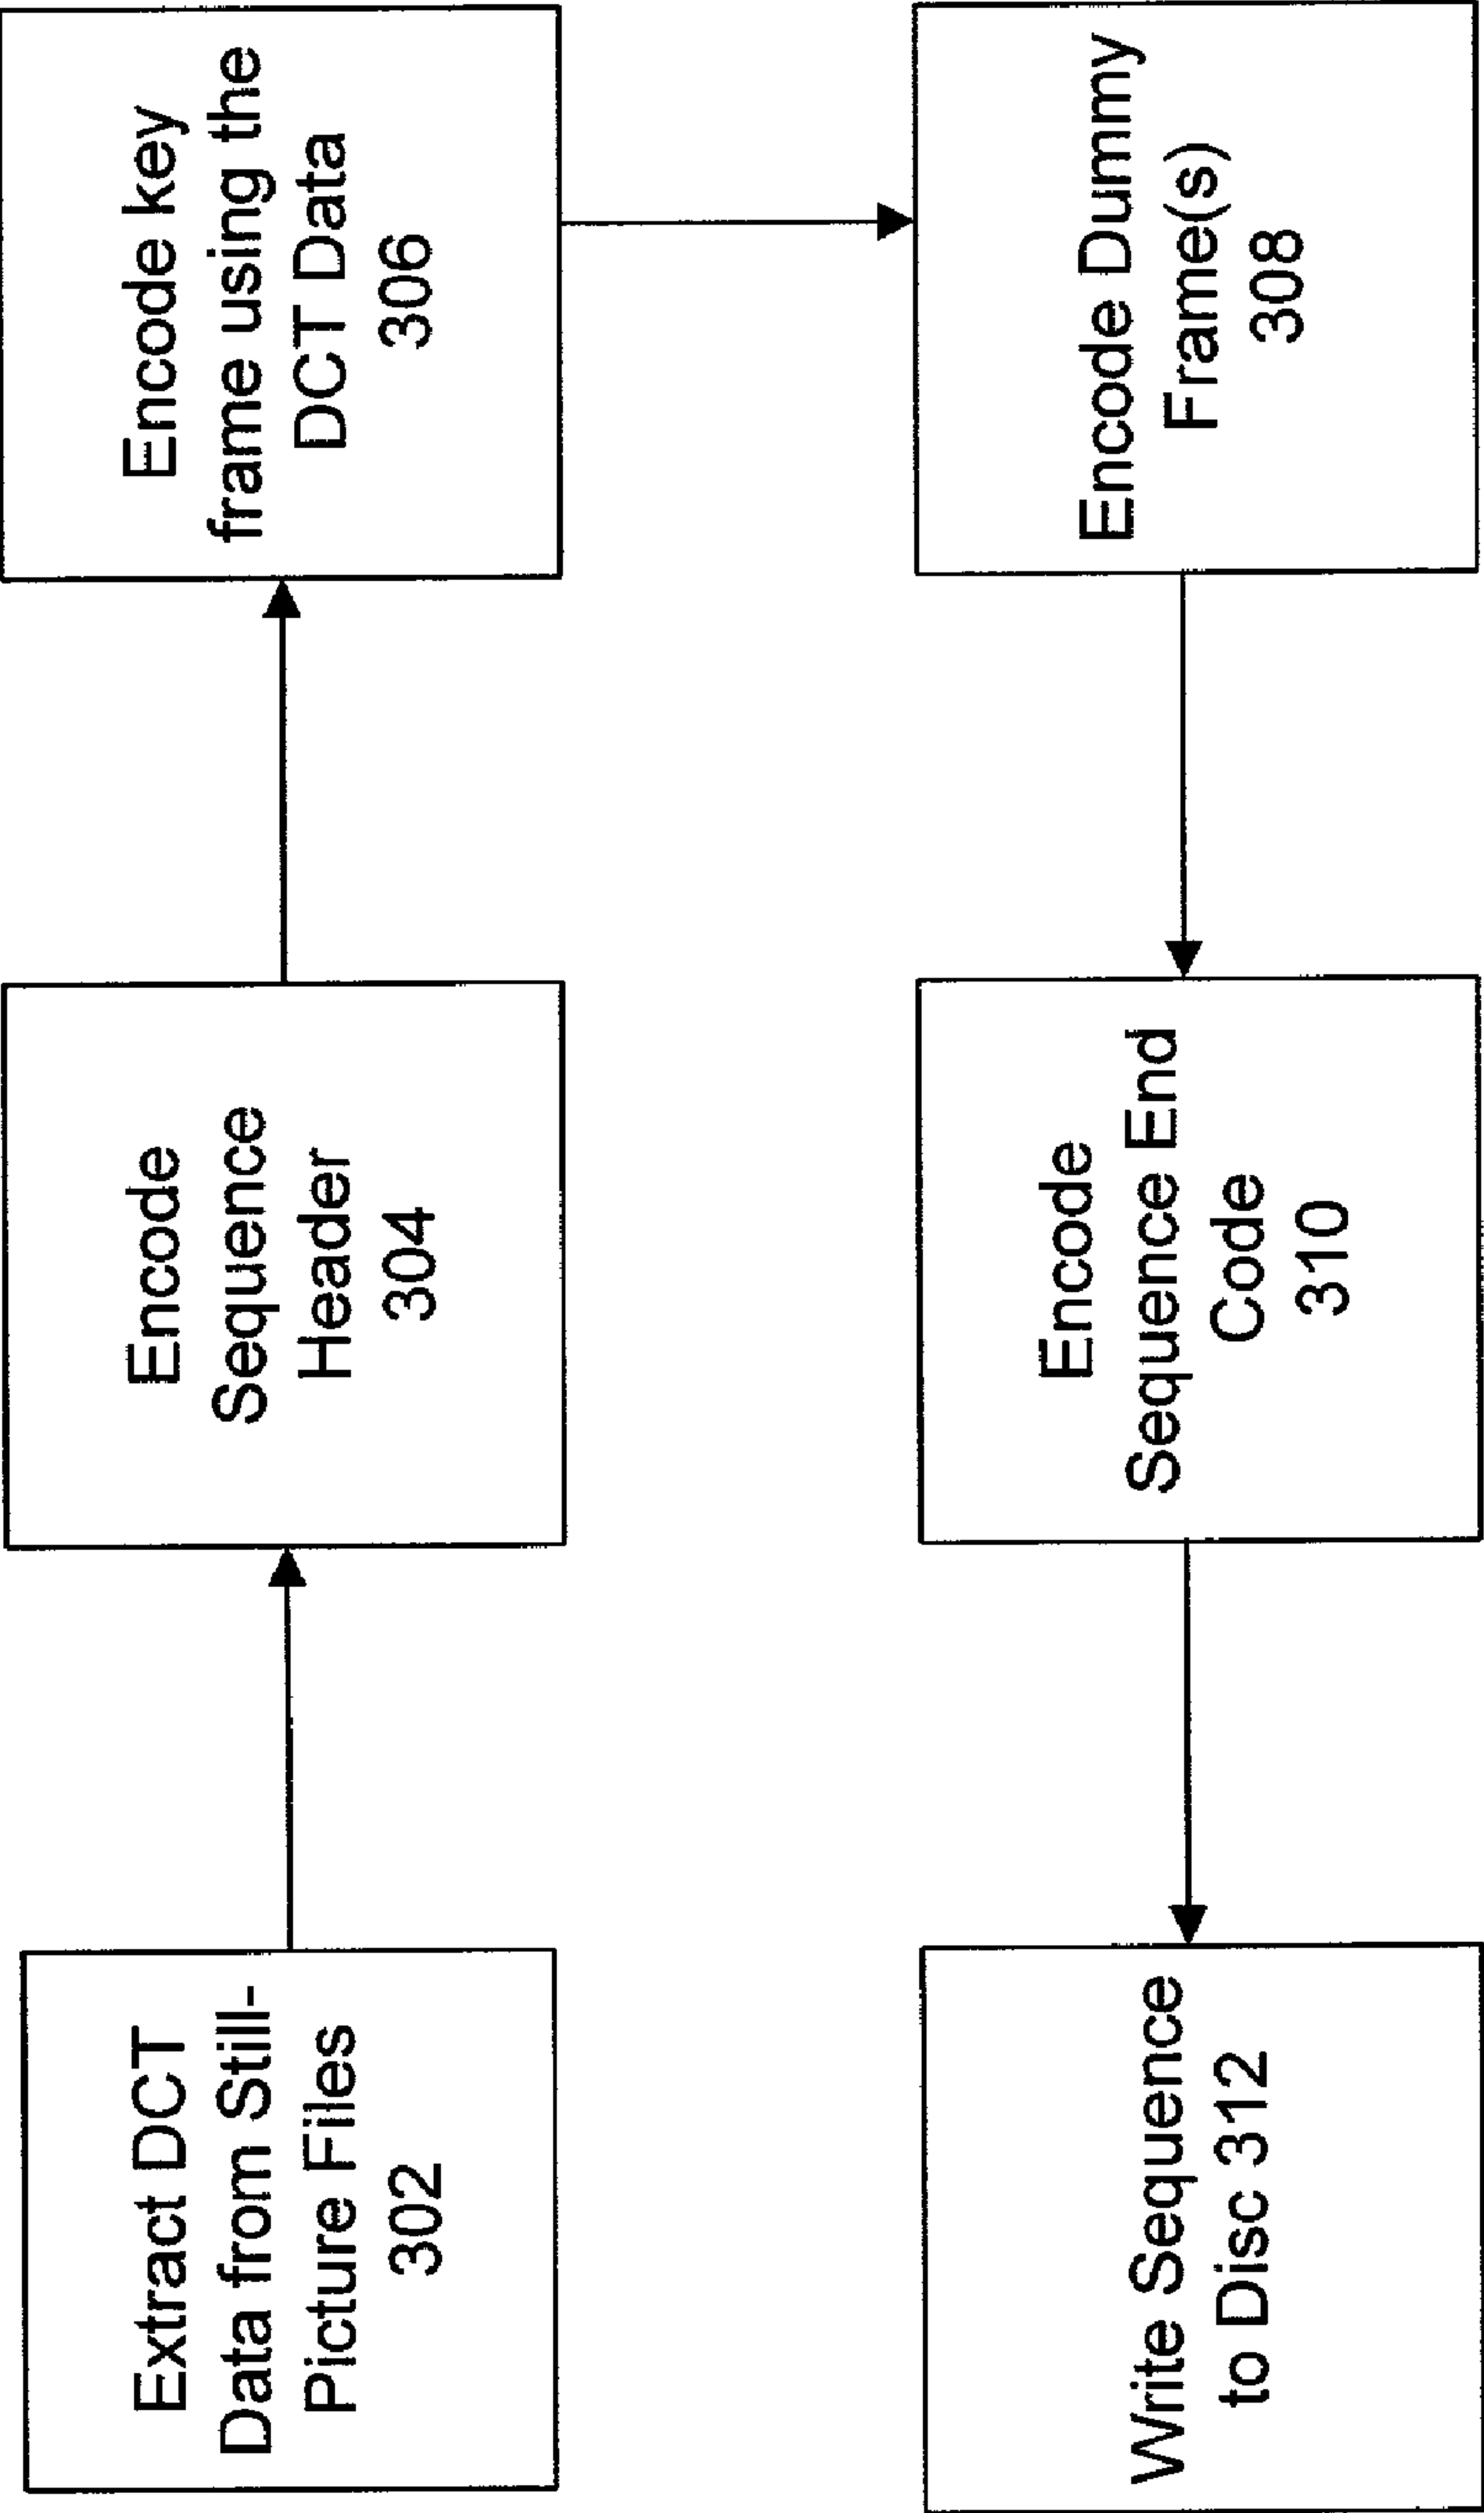 Extract DCT
Data from Still-
Picture Files
302
Encode
Sequence
Header
304
Encode key
frame using the
DCT Data
306
Encode Dummy
Frame(s)
308
Encode
Sequence End
Code
310
Write Sequence
to Disc 312